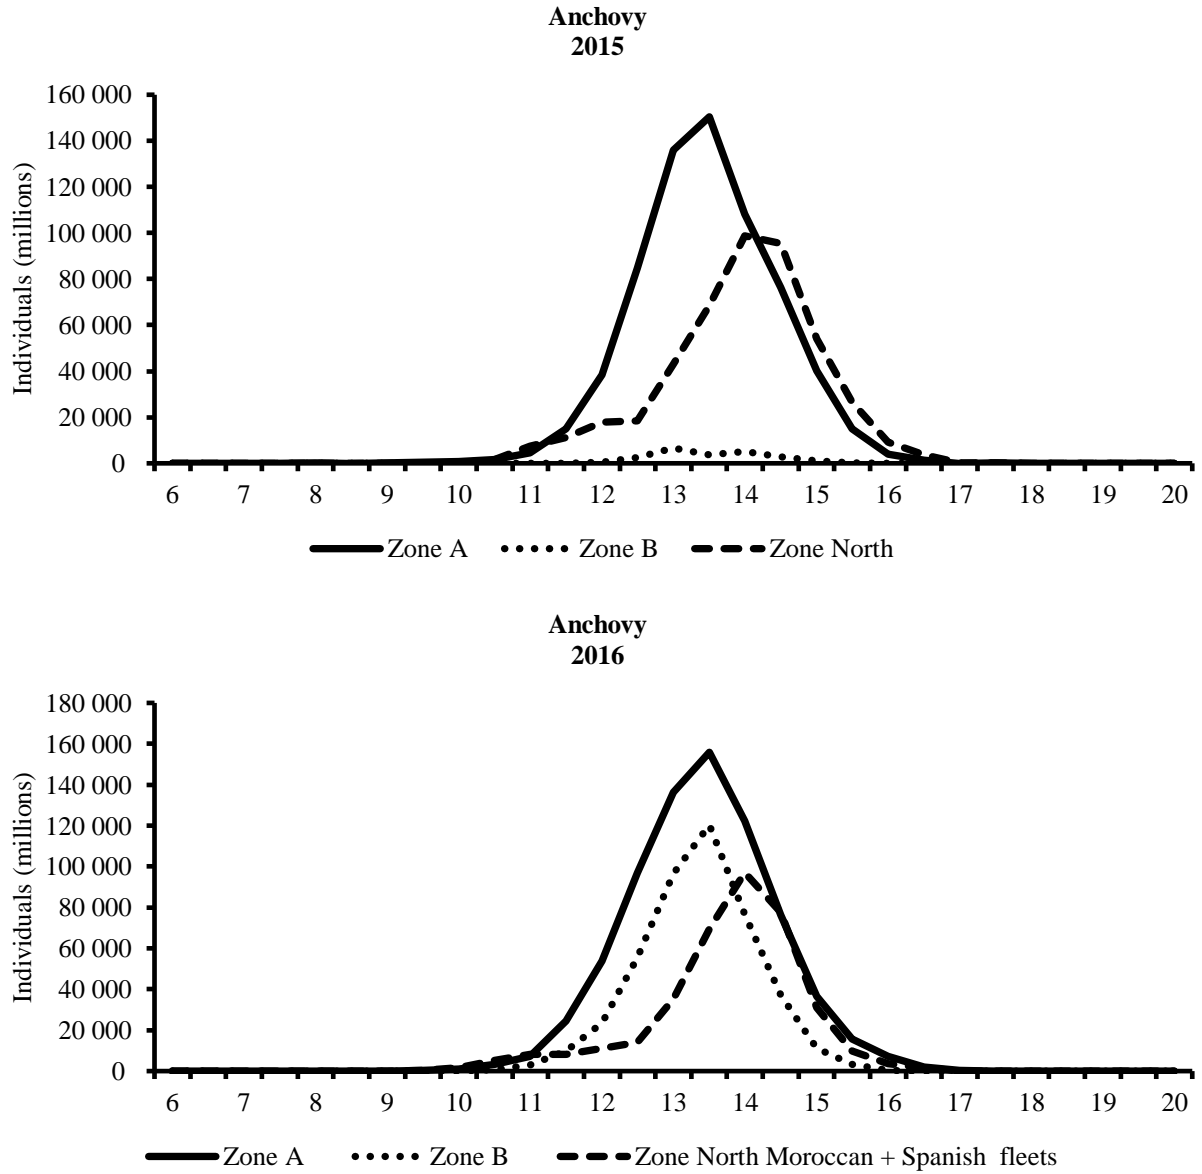 Anchovy
2015
Individuals (millions)
160 000
140 000
120 000
100 000
80 000
60 000
40 000
20 000
0
6 7 8 9 10 11 12 13 14 15 16 17 18 19 20
Zone A Zone B Zone North
Anchovy
2016
Individuals (millions)
180 000
160 000
140 000
120 000
100 000
80 000
60 000
40 000
20 000
0
6 7 8 9 10 11 12 13 14 15 16 17 18 19 20
Zone A Zone B Zone North Moroccan + Spanish fleets